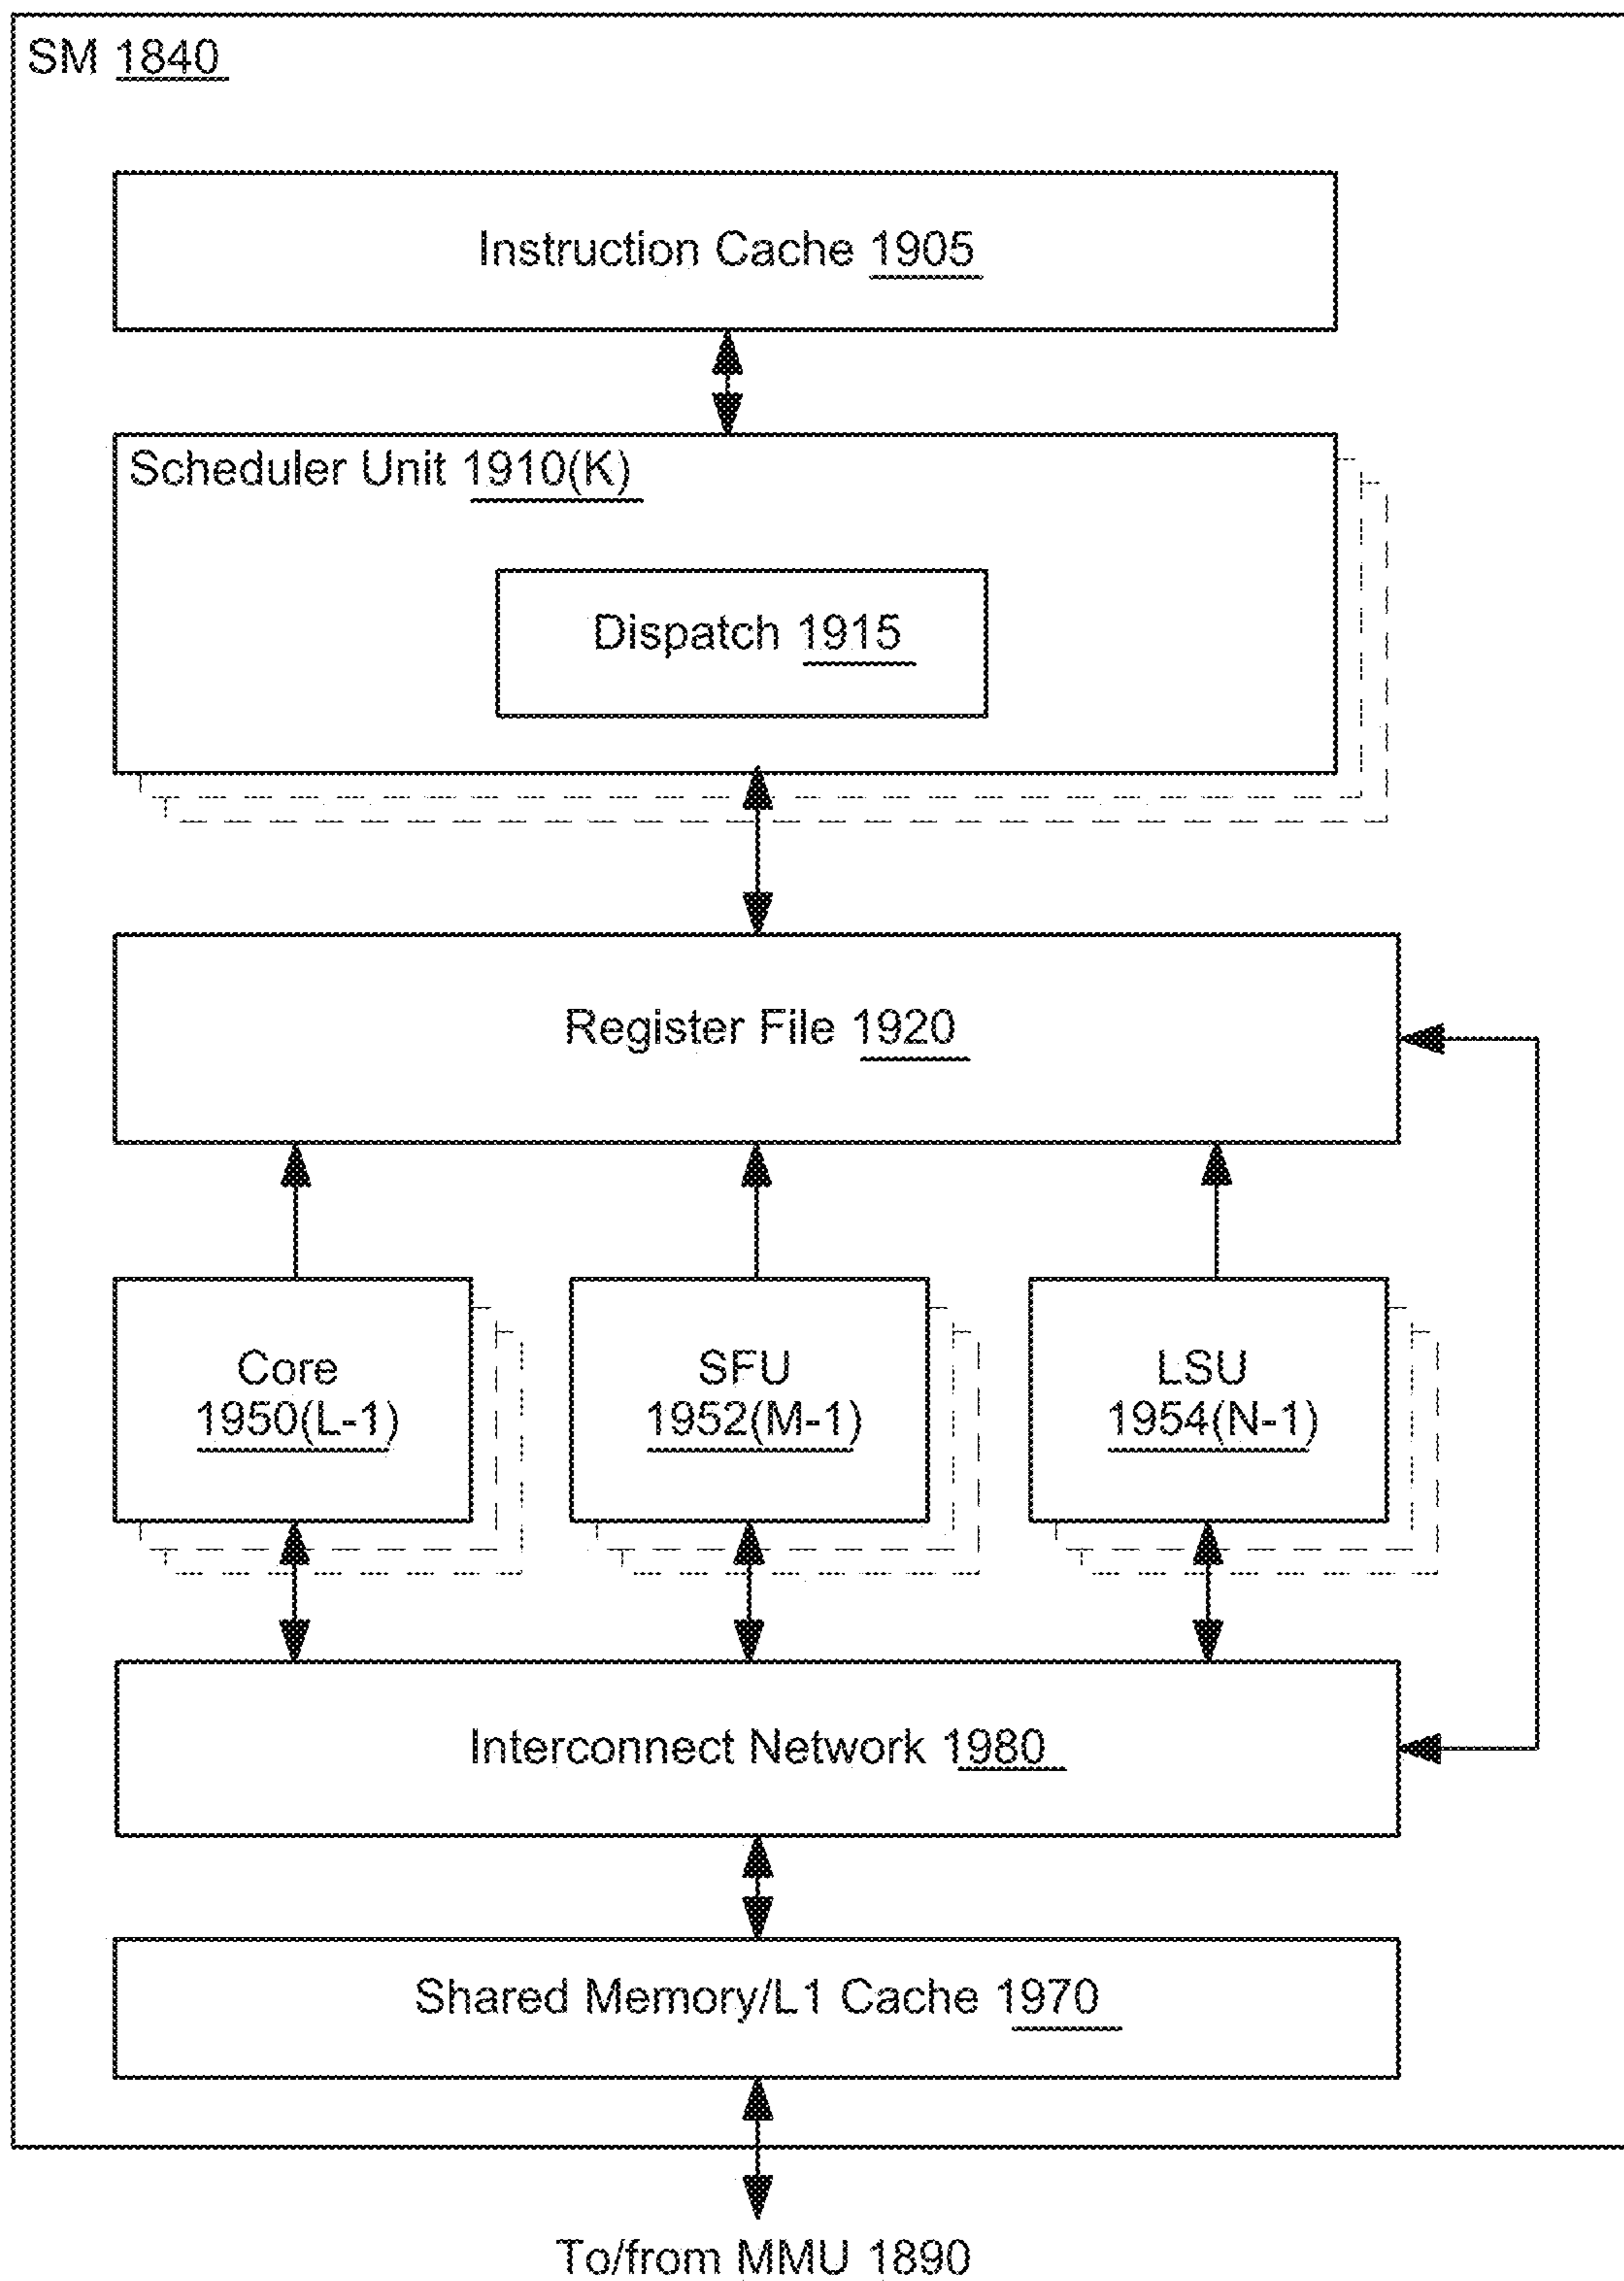 SM 1840
Instruction Cache 1905
Scheduler Unit 1910(K)
Dispatch 1915
Register File 1920
Core
1950(L-1)
SFU
1952(M-1)
LSU
1954(N-1)
Interconnect Network 1980
Shared Memory/L1 Cache 1970
To/from MMU 1890